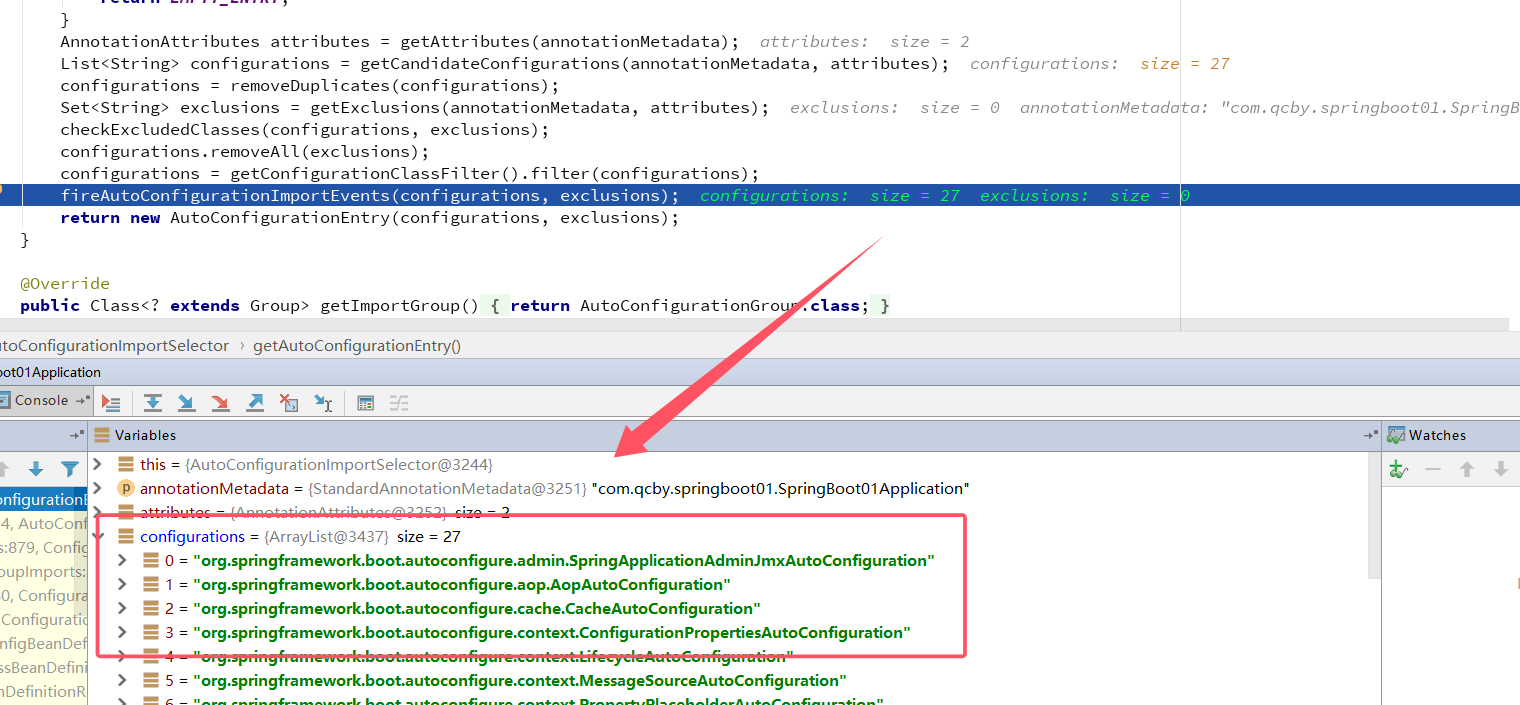 return EMPTY_ENTRY;
}
AnnotationAttributes attributes = getAttributes(annotationMetadata);  attributes:  size = 2
List<String> configurations = getCandidateConfigurations(annotationMetadata, attributes);  configurations:  size = 27
configurations = removeDuplicates(configurations);
Set<String> exclusions = getExclusions(annotationMetadata, attributes);  exclusions:  size = 0  annotationMetadata: "com.qcby.springboot01.SpringB
checkExcludedClasses(configurations, exclusions);
configurations.removeAll(exclusions);
configurations = getConfigurationClassFilter().filter(configurations);
fireAutoConfigurationImportEvents(configurations, exclusions);  configurations:  size = 27  exclusions:  size = 0
return new AutoConfigurationEntry(configurations, exclusions);
}
@Override
public Class<? extends Group> getImportGroup() { return AutoConfigurationGroup.class; }
utoConfigurationImportSelector › getAutoConfigurationEntry()
oot01Application
Console
Variables
Watches
this = {AutoConfigurationImportSelector@3244}
annotationMetadata = {StandardAnnotationMetadata@3251} "com.qcby.springboot01.SpringBoot01Application"
onfigurationE
attributes = {AnnotationAttributes@3252} size = 2
4, AutoConf
configurations = {ArrayList@3437} size = 27
s:879, Config
0 = "org.springframework.boot.autoconfigure.admin.SpringApplicationAdminJmxAutoConfiguration"
oupImports:
1 = "org.springframework.boot.autoconfigure.aop.AopAutoConfiguration"
60, Configura
2 = "org.springframework.boot.autoconfigure.cache.CacheAutoConfiguration"
Configuratio
3 = "org.springframework.boot.autoconfigure.context.ConfigurationPropertiesAutoConfiguration"
nfigBeanDef
4 = "org.springframework.boot.autoconfigure.context.LifecycleAutoConfiguration"
ssBeanDefini
5 = "org.springframework.boot.autoconfigure.context.MessageSourceAutoConfiguration"
nDefinitionR
6 = "org.springframework.boot.autoconfigure.context.PropertyPlaceholderAutoConfiguration"